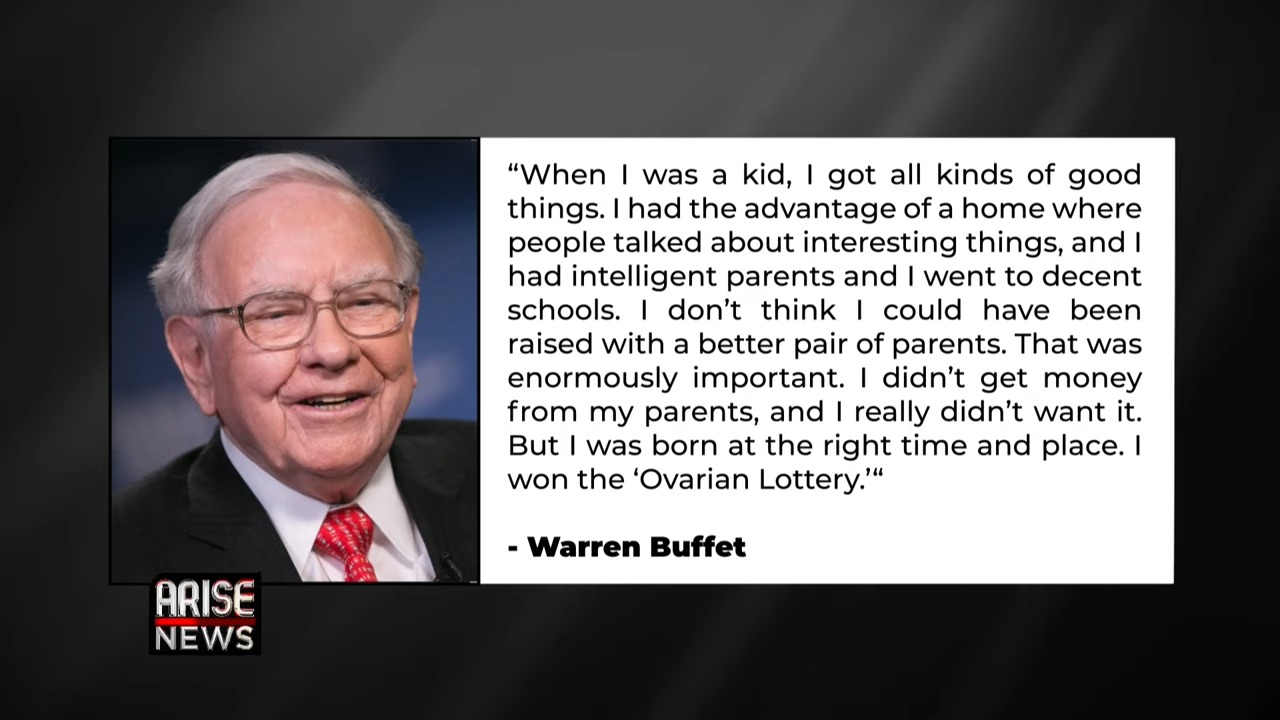 “When I was a kid, I got all kinds of good
things. I had the advantage of a home where
people talked about interesting things, and I
had intelligent parents and I went to decent
schools. I don’t think I could have been
raised with a better pair of parents. That was
enormously important. I didn’t get money
from my parents, and I really didn’t want it.
But I was born at the right time and place. I
won the ‘Ovarian Lottery.’“
- Warren Buffet
ARISE
NEWS